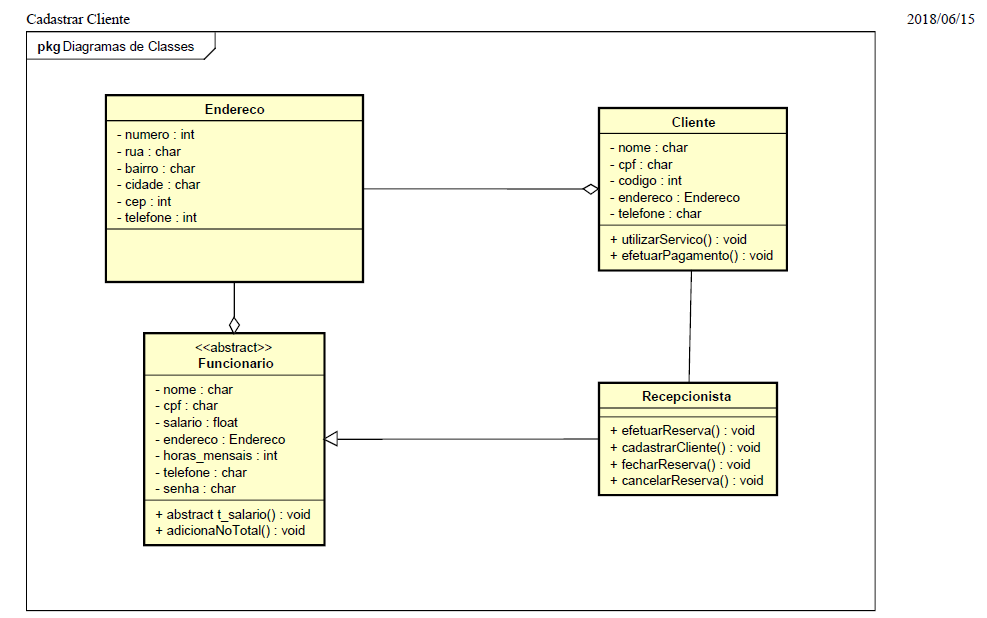 Cadastrar Cliente
2018/06/15
pkg Diagramas de Classes
Endereco
- numero : int
- rua : char
- bairro : char
- cidade : char
- cep : int
- telefone : int
Cliente
- nome : char
- cpf : char
- codigo : int
- endereco : Endereco
- telefone : char
+ utilizarServico() : void
+ efetuarPagamento() : void
<<abstract>>
Funcionario
- nome : char
- cpf : char
- salario : float
- endereco : Endereco
- horas_mensais : int
- telefone : char
- senha : char
+ abstract t_salario() : void
+ adicionaNoTotal() : void
Recepcionista
+ efetuarReserva() : void
+ cadastrarCliente() : void
+ fecharReserva() : void
+ cancelarReserva() : void